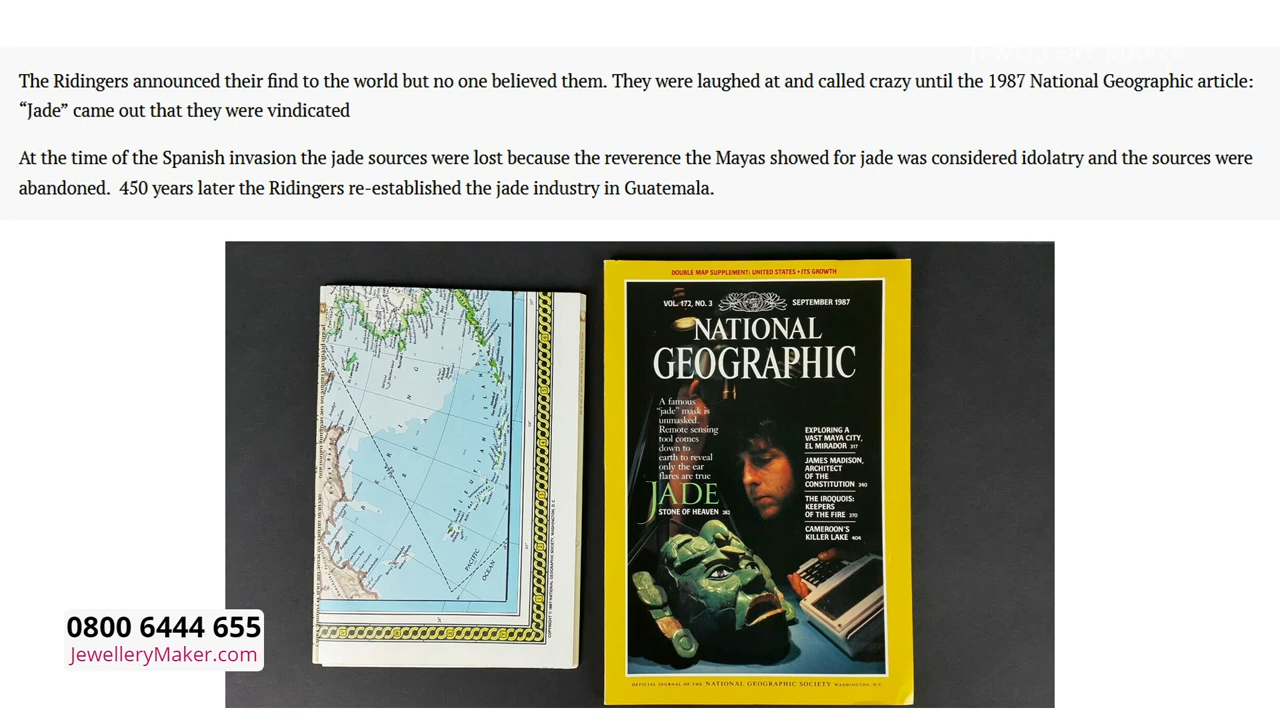 The Ridingers announced their find to the world but no one believed them. They were laughed at and called crazy until the 1987 National Geographic article:
“Jade” came out that they were vindicated
At the time of the Spanish invasion the jade sources were lost because the reverence the Mayas showed for jade was considered idolatry and the sources were
abandoned.  450 years later the Ridingers re-established the jade industry in Guatemala.
DOUBLE MAP SUPPLEMENT: UNITED STATES • ITS GROWTH
VOL. 172, NO. 3
SEPTEMBER 1987
NATIONAL
GEOGRAPHIC
A famous
“jade” mask is
unmasked.
Remote sensing
tool comes
down to
earth to reveal
only the ear
flares are true
JADE
STONE OF HEAVEN 282
EXPLORING A
VAST MAYA CITY,
EL MIRADOR 317
JAMES MADISON,
ARCHITECT
OF THE
CONSTITUTION 340
THE IROQUOIS:
KEEPERS
OF THE FIRE 370
CAMEROON'S
KILLER LAKE 404
OFFICIAL JOURNAL OF THE NATIONAL GEOGRAPHIC SOCIETY WASHINGTON, D.C.
PACIFIC
OCEAN
0800 6444 655
JewelleryMaker.com